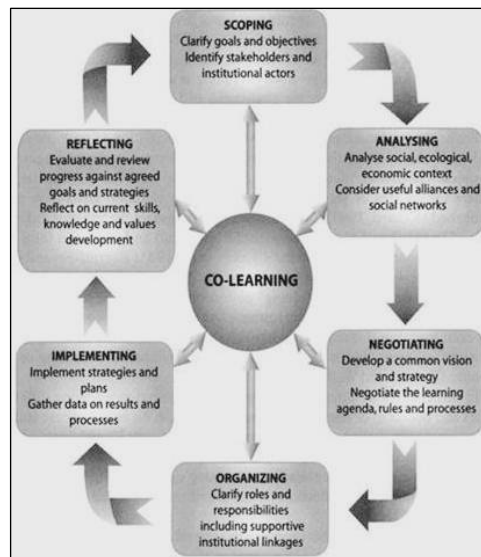 SCOPING
Clarify goals and objectives
Identify stakeholders and
institutional actors
ANALYSING
Analyse social, ecological,
economic context
Consider useful alliances and
social networks
NEGOTIATING
Develop a common vision
and strategy
Negotiate the learning
agenda, rules and processes
ORGANIZING
Clarify roles and
responsibilities
including supportive
institutional linkages
IMPLEMENTING
Implement strategies and
plans
Gather data on results and
processes
REFLECTING
Evaluate and review
progress against agreed
goals and strategies
Reflect on current skills,
knowledge and values
development
CO-LEARNING